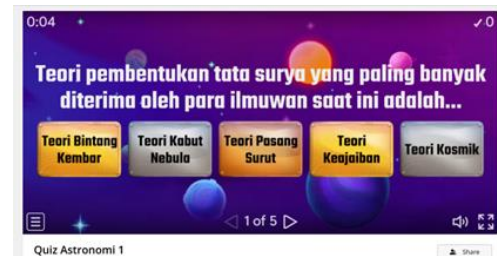 0:04
✓0
Teori pembentukan tata surya yang paling banyak
diterima oleh para ilmuwan saat ini adalah...
Teori Bintang
Kembar
Teori Kabut
Nebula
Teori Pasang
Surut
Teori
Keajaiban
Teori Kosmik
1 of 5
Quiz Astronomi 1
Share